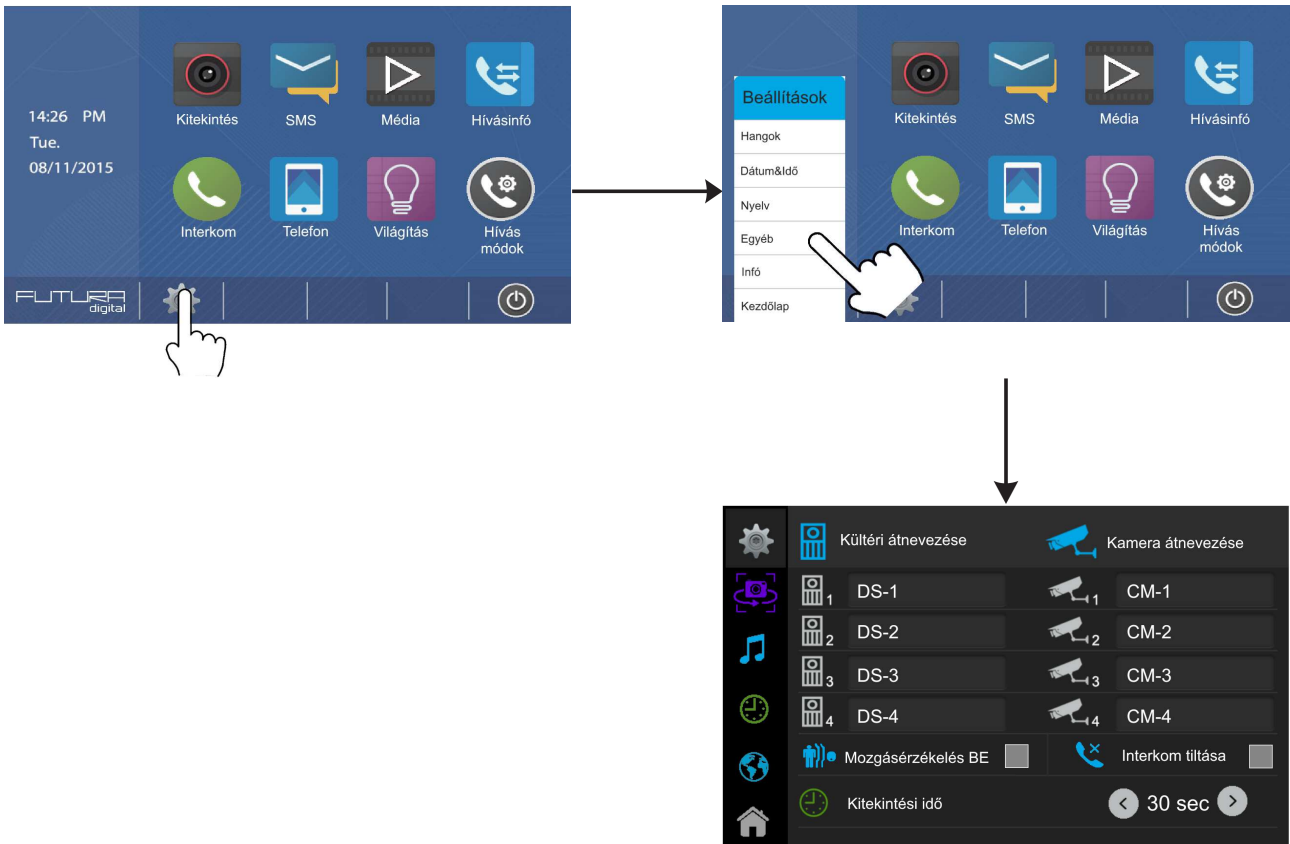 14:26 PM
Tue.
08/11/2015
Kitekintés
SMS
Média
Hívásinfó
Interkom
Telefon
Világítás
Hívás
módok
FUTURA
digital
Beállítások
Hangok
Dátum&Idő
Nyelv
Egyéb
Infó
Kezdőlap
Kitekintés
SMS
Média
Hívásinfó
Interkom
Telefon
Világítás
Hívás
módok
Kültéri átnevezése
Kamera átnevezése
1 DS-1
1 CM-1
2 DS-2
2 CM-2
3 DS-3
3 CM-3
4 DS-4
4 CM-4
Mozgásérzékelés BE
Interkom tiltása
Kitekintési idő
< 30 sec >